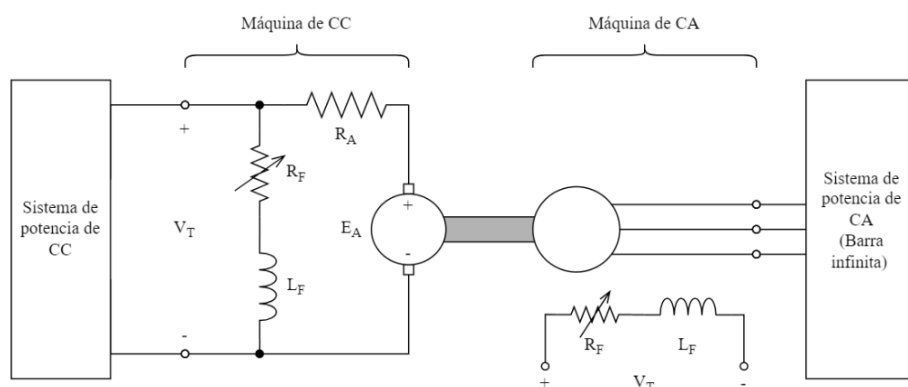 Máquina de CC
Máquina de CA
+
R_A
R_F
Sistema de
potencia de
CC
V_T
E_A
+
-
L_F
-
Sistema de
potencia de
CA
(Barra
infinita)
R_F
L_F
+
V_T
-